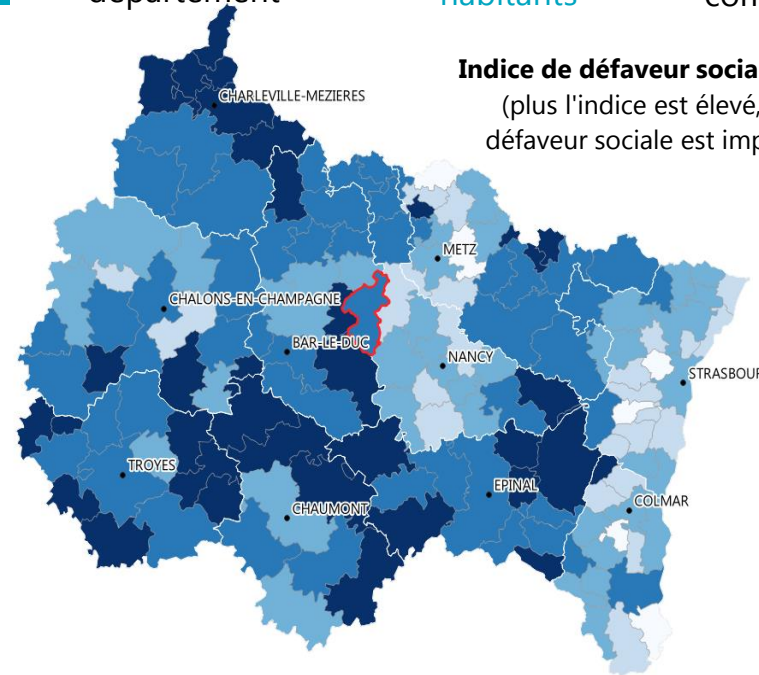 département
habitants
Indice de défaveur socia
(plus l'indice est élevé,
défaveur sociale est imp
CHARLEVILLE-MEZIERES
METZ
CHALONS-EN-CHAMPAGNE
BAR-LE-DUC
NANCY
STRASBOUR
TROYES
EPINAL
CHAUMONT
COLMAR